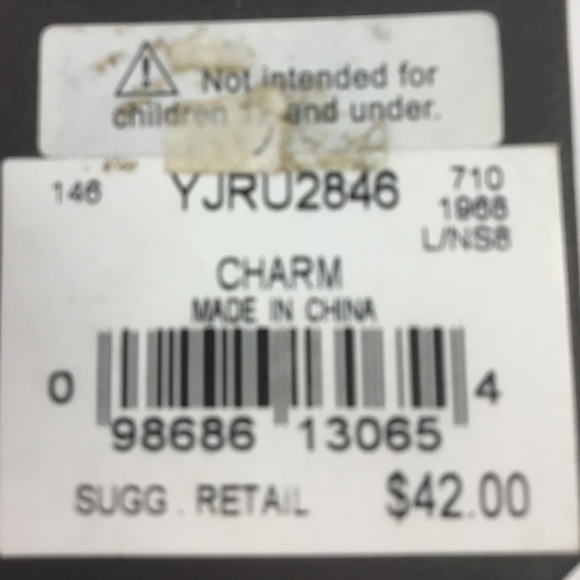 Not intended for
children and under.
146 YJRU2846 710
1968
L/NS8
CHARM
MADE IN CHINA
0 98686 13065 4
SUGG. RETAIL $42.00